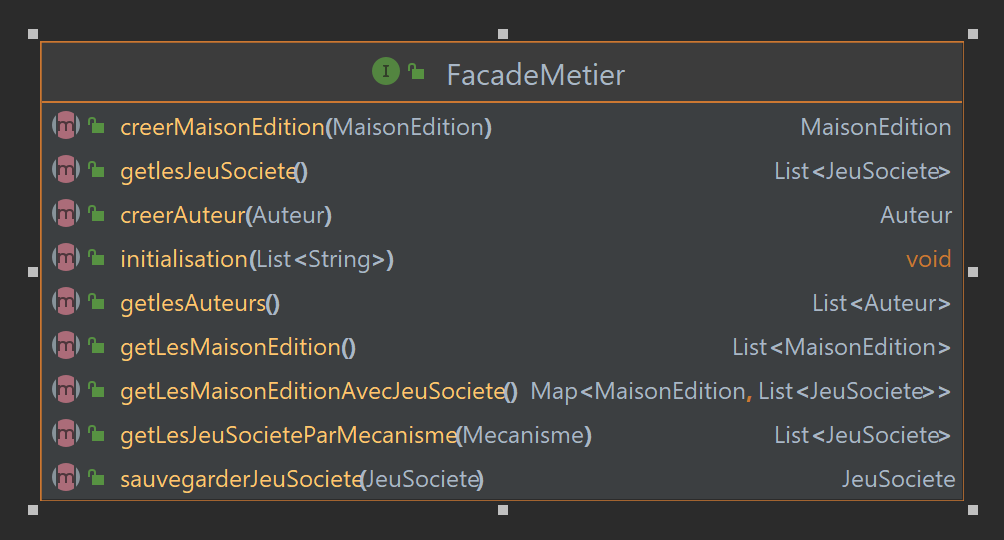 I FacadeMetier
m creerMaisonEdition(MaisonEdition) MaisonEdition
m getlesJeuSociete() List<JeuSociete>
m creerAuteur(Auteur) Auteur
m initialisation(List<String>) void
m getlesAuteurs() List<Auteur>
m getLesMaisonEdition() List<MaisonEdition>
m getLesMaisonEditionAvecJeuSociete() Map<MaisonEdition, List<JeuSociete>>
m getLesJeuSocieteParMecanisme(Mecanisme) List<JeuSociete>
m sauvegarderJeuSociete(JeuSociete) JeuSociete